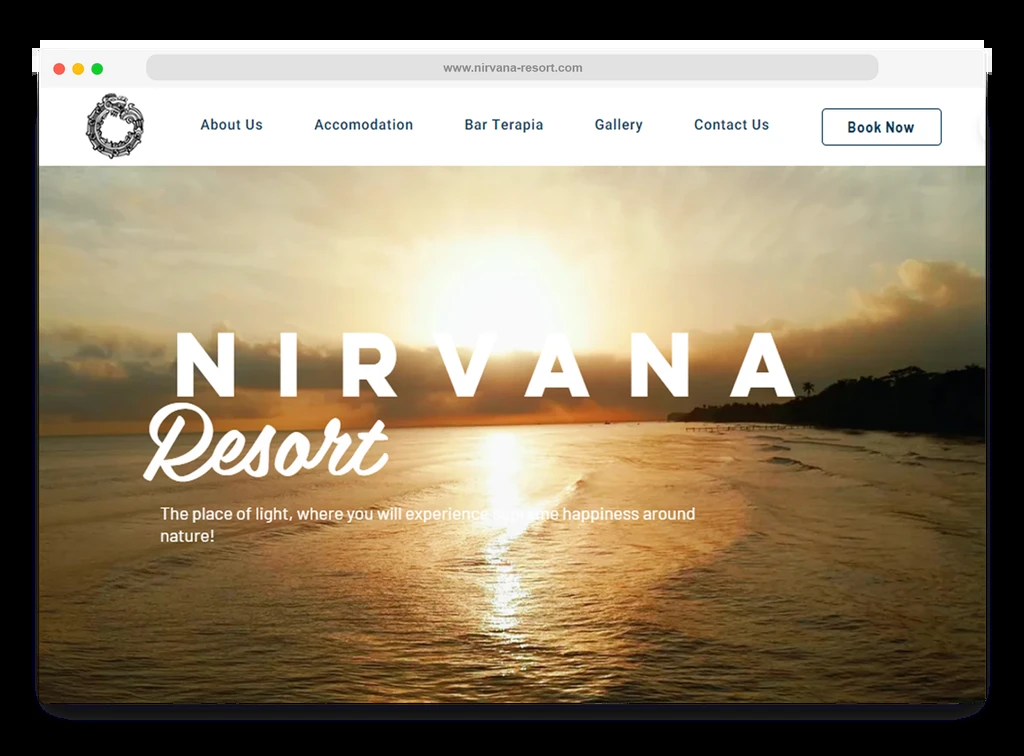 www.nirvana-resort.com
About Us Accomodation Bar Terapia Gallery Contact Us Book Now
NIRVANA
Resort
The place of light, where you will experience supreme happiness around
nature!